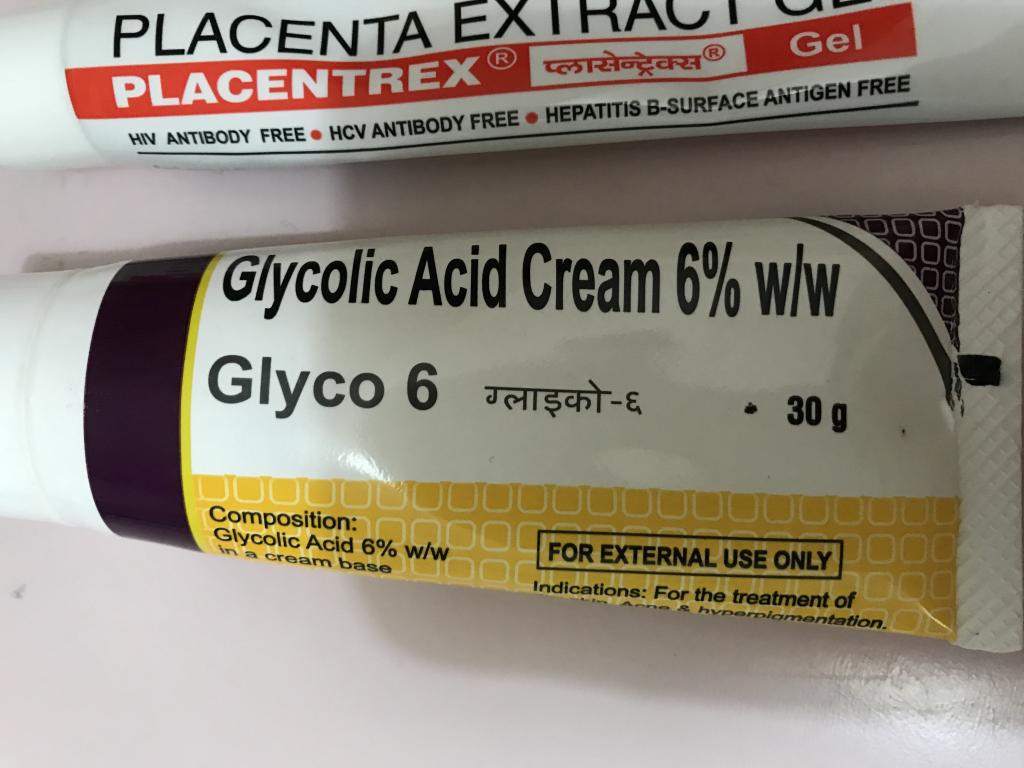 PLACENTA EXTRACT
PLACENTREX® प्लासेन्ट्रेक्स® Gel
HIV ANTIBODY FREE • HCV ANTIBODY FREE • HEPATITIS B-SURFACE ANTIGEN FREE
Glycolic Acid Cream 6% w/w
Glyco 6 ग्लाइको-६ 30 g
Composition:
Glycolic Acid 6% w/w
in a cream base
FOR EXTERNAL USE ONLY
Indications: For the treatment of
Acne & hyperpigmentation.